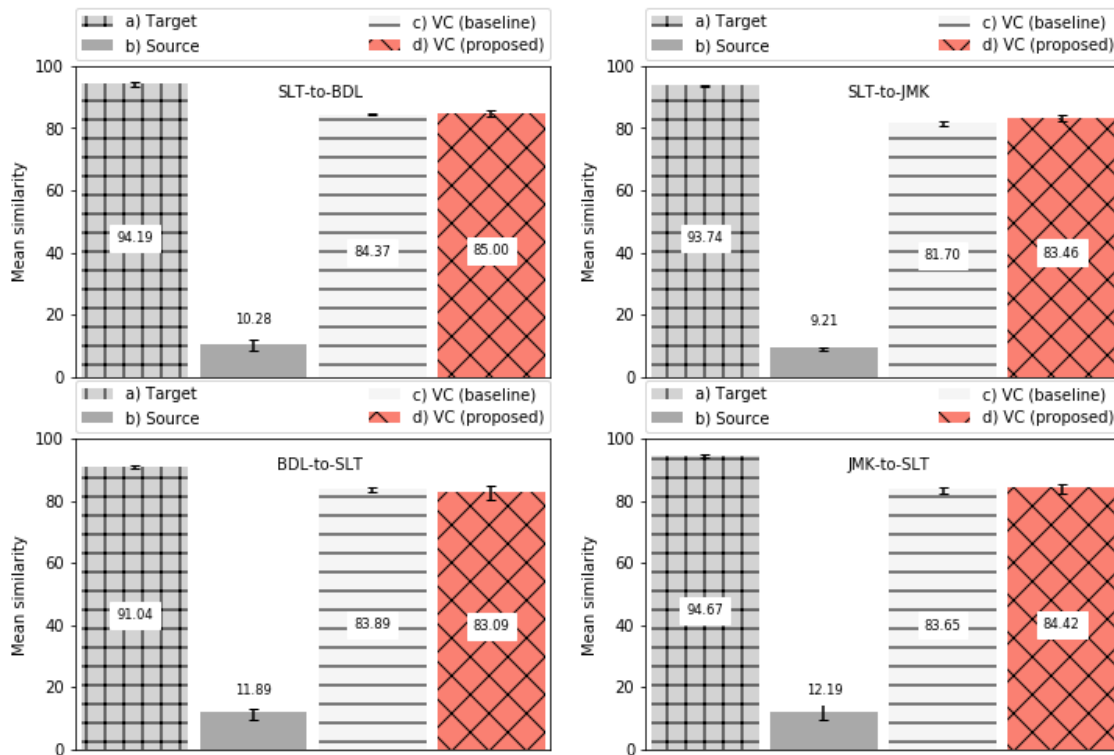 a) Target c) VC (baseline)
b) Source d) VC (proposed)
100
80
60
40
20
0
Mean similarity
SLT-to-BDL
94.19
10.28
84.37
85.00
a) Target c) VC (baseline)
b) Source d) VC (proposed)
100
80
60
40
20
0
Mean similarity
SLT-to-JMK
93.74
9.21
81.70
83.46
a) Target c) VC (baseline)
b) Source d) VC (proposed)
100
80
60
40
20
0
Mean similarity
BDL-to-SLT
91.04
11.89
83.89
83.09
a) Target c) VC (baseline)
b) Source d) VC (proposed)
100
80
60
40
20
0
Mean similarity
JMK-to-SLT
94.67
12.19
83.65
84.42